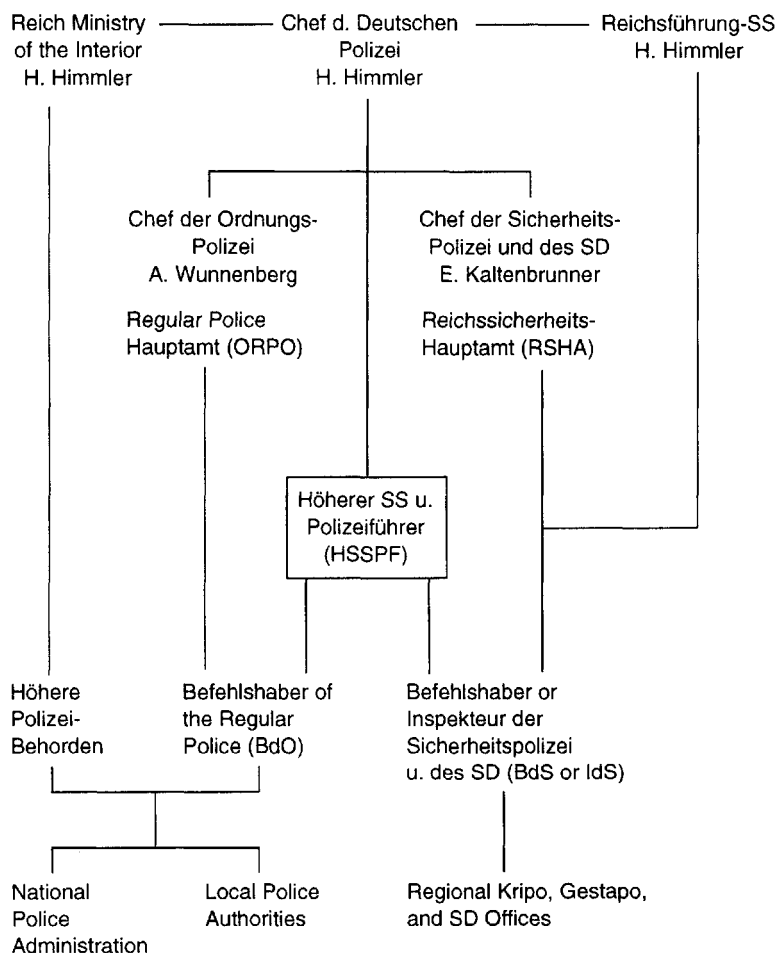 Reich Ministry
of the Interior
H. Himmler
Chef d. Deutschen
Polizei
H. Himmler
Reichsführung-SS
H. Himmler
Chef der Ordnungs-
Polizei
A. Wunnenberg
Regular Police
Hauptamt (ORPO)
Chef der Sicherheits-
Polizei und des SD
E. Kaltenbrunner
Reichssicherheits-
Hauptamt (RSHA)
Höherer SS u.
Polizeiführer
(HSSPF)
Höhere
Polizei-
Behorden
Befehlshaber of
the Regular
Police (BdO)
Befehlshaber or
Inspekteur der
Sicherheitspolizei
u. des SD (BdS or IdS)
National
Police
Administration
Local Police
Authorities
Regional Kripo, Gestapo,
and SD Offices